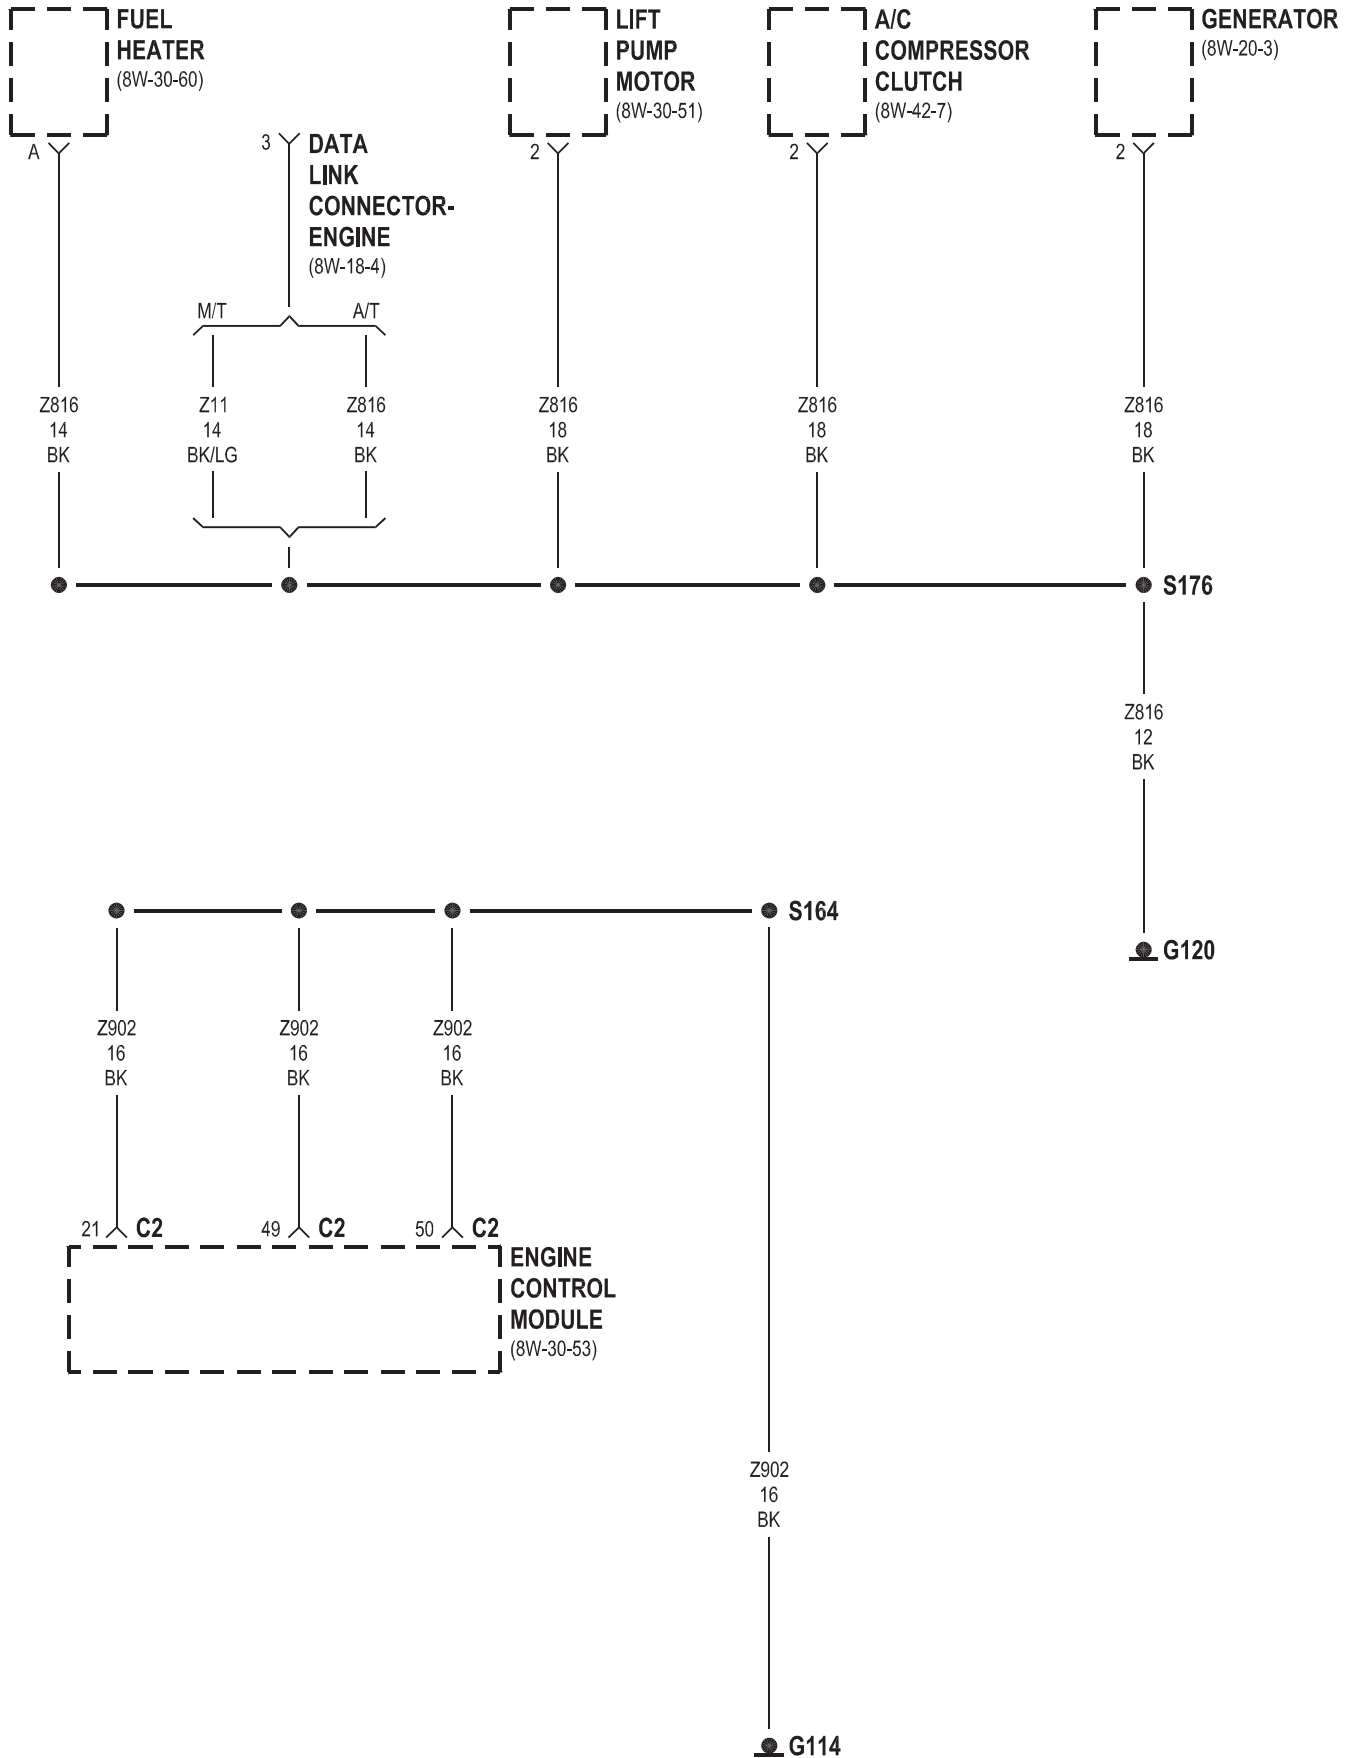 FUEL
HEATER
(8W-30-60)
LIFT
PUMP
MOTOR
(8W-30-51)
A/C
COMPRESSOR
CLUTCH
(8W-42-7)
GENERATOR
(8W-20-3)
A
3
DATA
LINK
CONNECTOR-
ENGINE
(8W-18-4)
2
2
2
M/T
A/T
Z816
14
BK
Z11
14
BK/LG
Z816
14
BK
Z816
18
BK
Z816
18
BK
Z816
18
BK
S176
Z816
12
BK
S164
G120
Z902
16
BK
Z902
16
BK
Z902
16
BK
21
C2
49
C2
50
C2
ENGINE
CONTROL
MODULE
(8W-30-53)
Z902
16
BK
G114